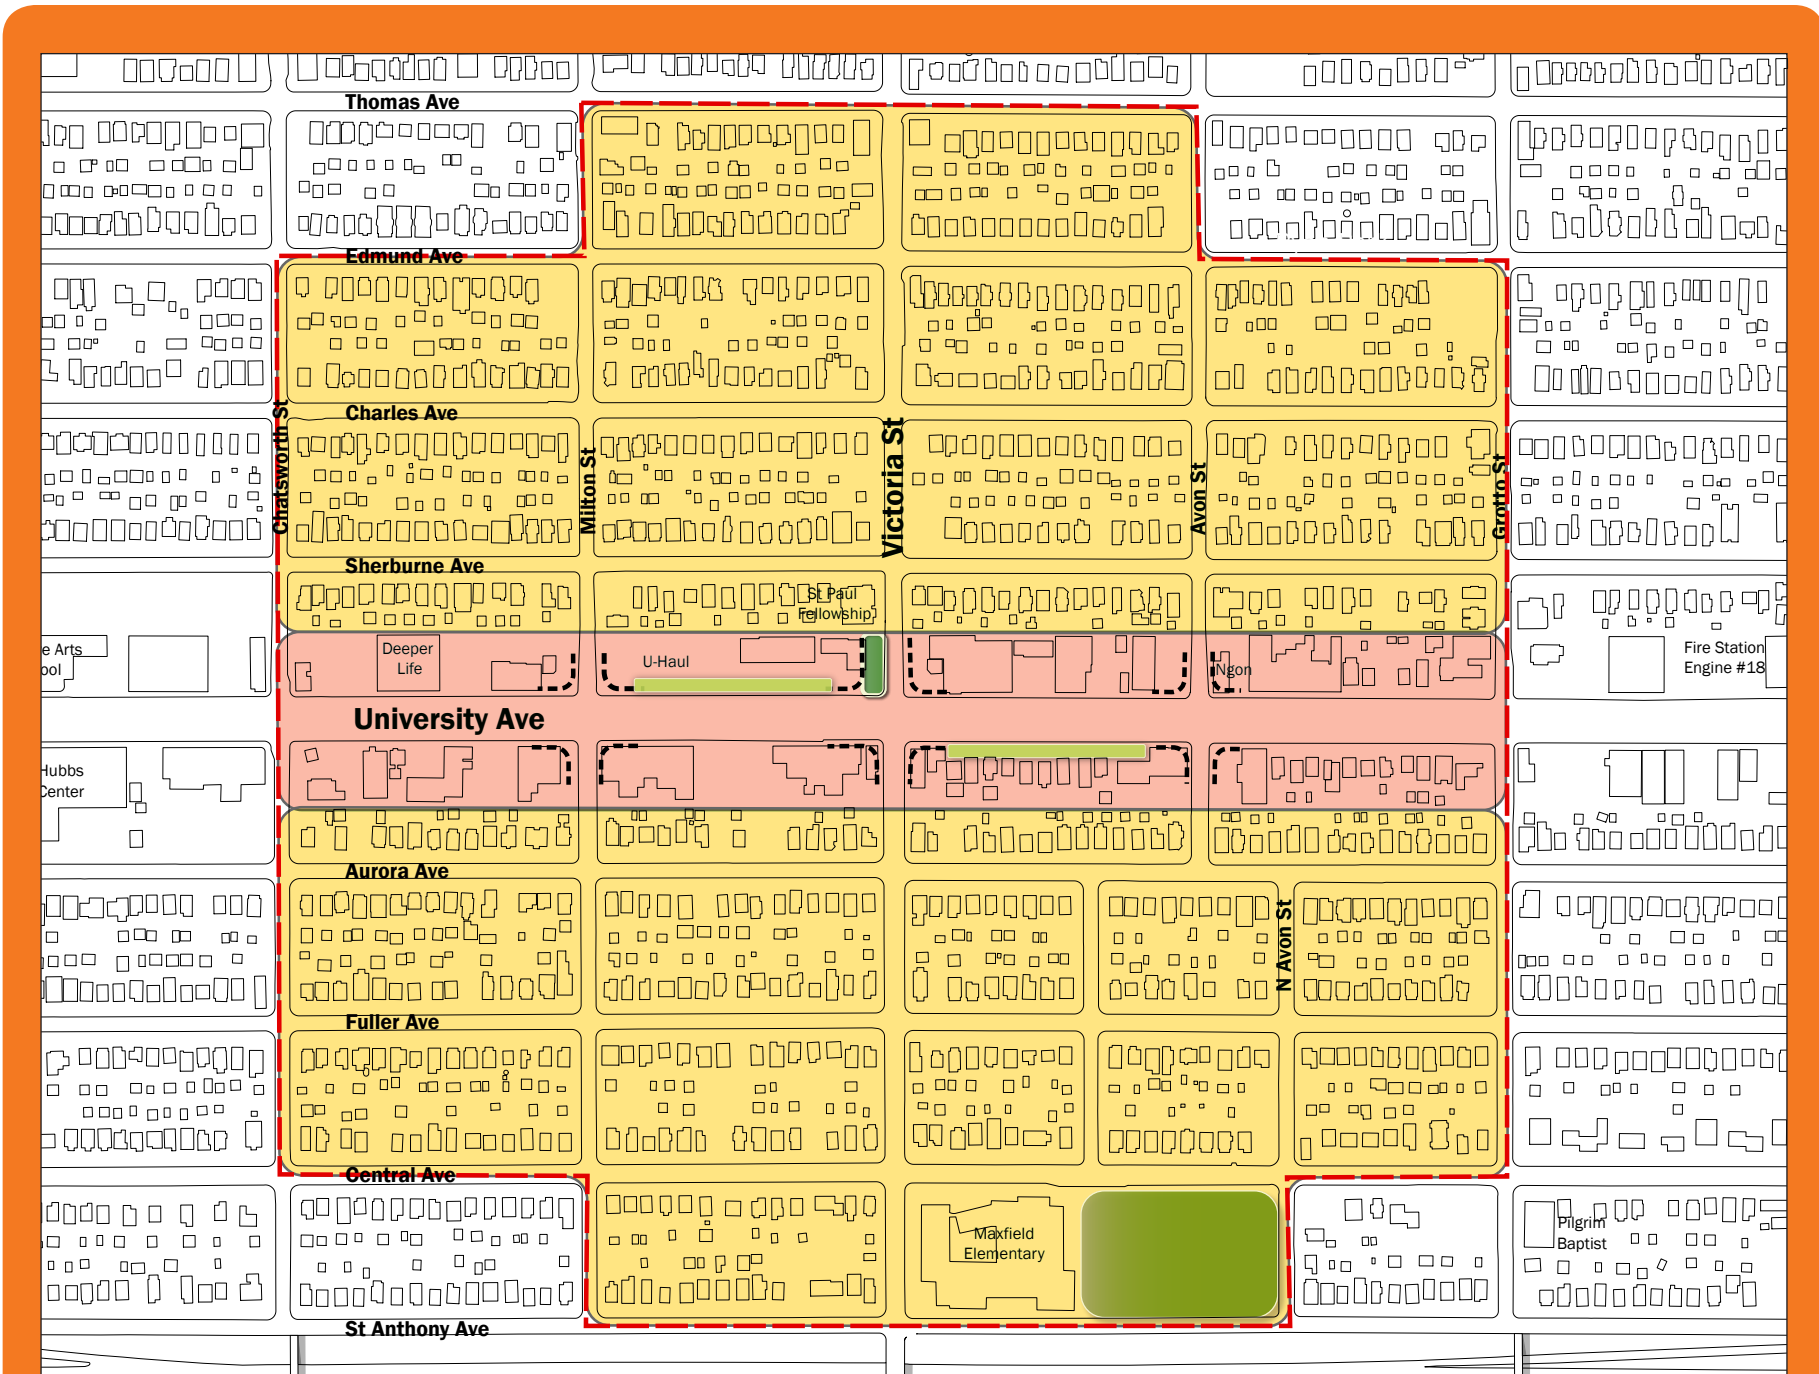 Thomas Ave
Edmund Ave
Charles Ave
Chatsworth St
Milton St
Victoria St
Avon St
Grotto St
Sherburne Ave
St Paul
Fellowship
e Arts
ool
Deeper
Life
U-Haul
Ngon
Fire Station
Engine #18
University Ave
Hubbs
Center
Aurora Ave
N Avon St
Fuller Ave
Central Ave
Maxfield
Elementary
Pilgrim
Baptist
St Anthony Ave